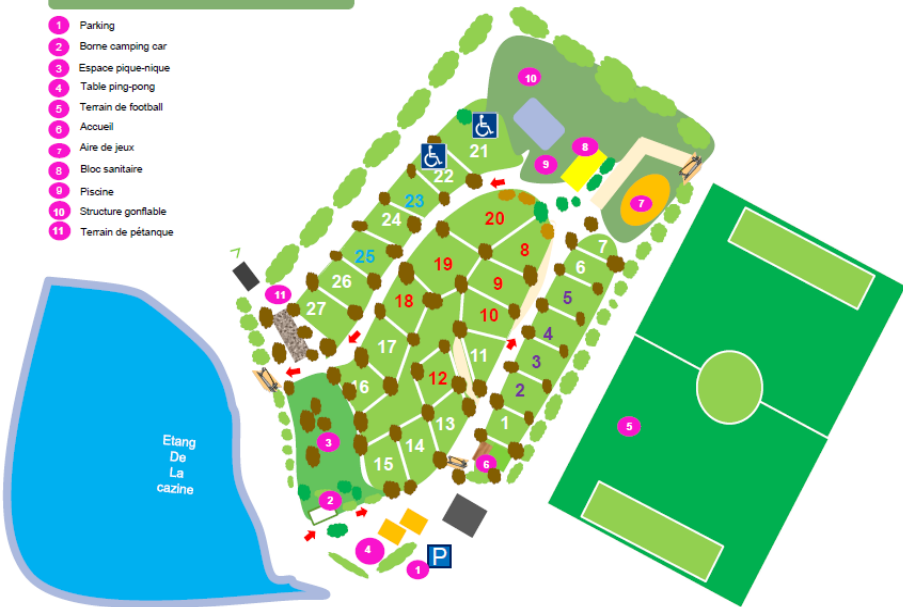 1 Parking
2 Borne camping car
3 Espace pique-nique
4 Table ping-pong
5 Terrain de football
6 Accueil
7 Aire de jeux
8 Bloc sanitaire
9 Piscine
10 Structure gonflable
11 Terrain de pétanque
10
21
8
9
22
23
20
7
24
7
8
6
25
19
9
5
26
11
18
10
27
4
17
11
3
16
12
2
13
1
5
3
14
Etang
De
La
cazine
15
6
2
4
P
1